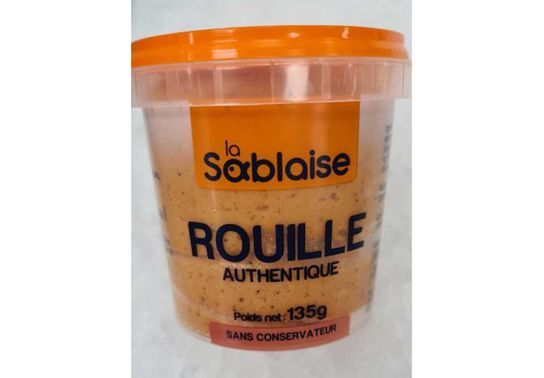 la
Sablaise
ROUILLE
AUTHENTIQUE
Poids net : 135g
SANS CONSERVATEUR